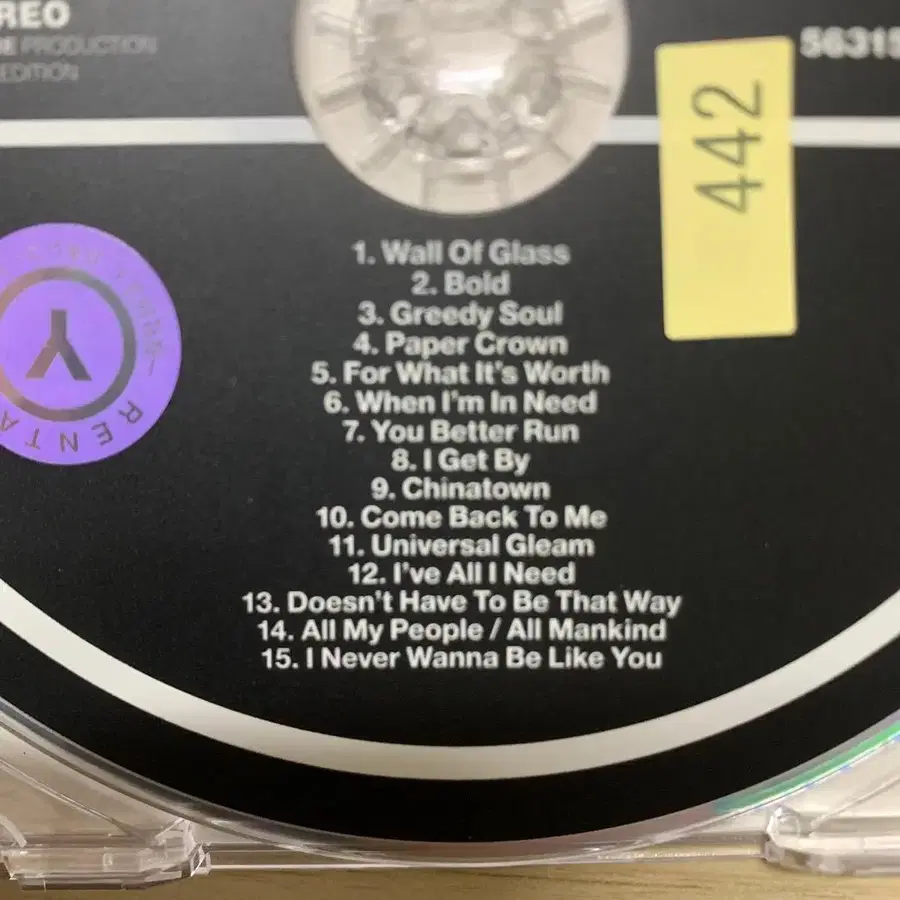 REO
PRODUCTION
EDITION
56315
442
RENTA
Y
1. Wall Of Glass
2. Bold
3. Greedy Soul
4. Paper Crown
5. For What It's Worth
6. When I'm In Need
7. You Better Run
8. I Get By
9. Chinatown
10. Come Back To Me
11. Universal Gleam
12. I've All I Need
13. Doesn't Have To Be That Way
14. All My People / All Mankind
15. I Never Wanna Be Like You